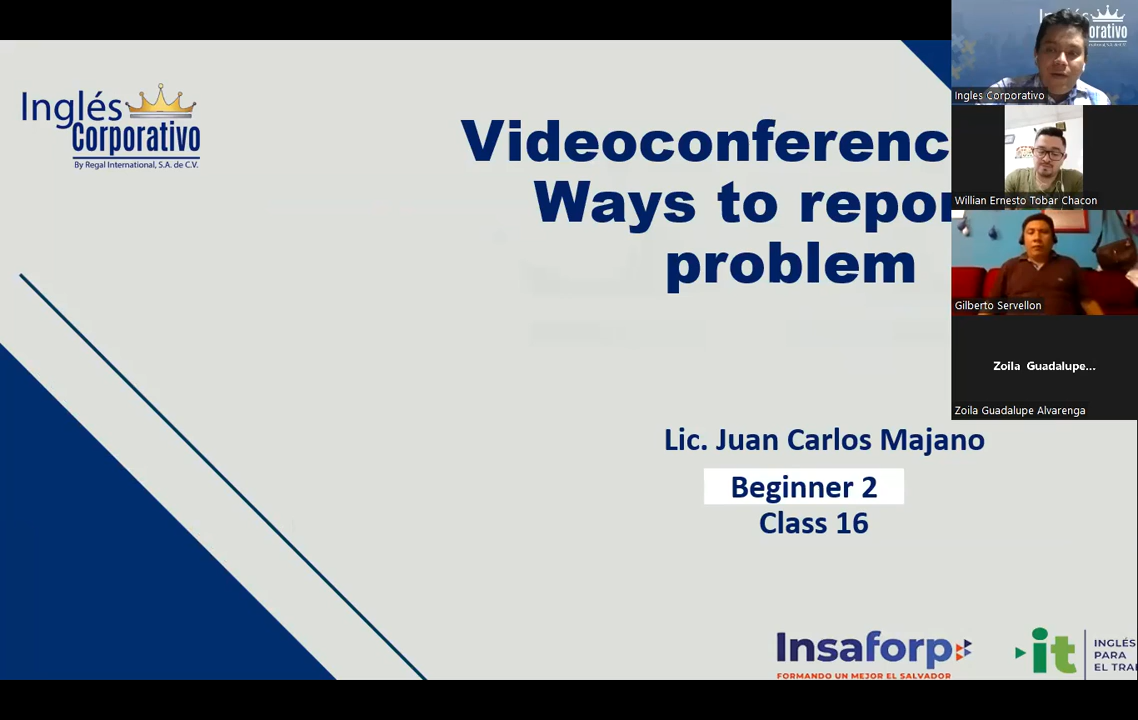 Inglés
Corporativo
By Regal International, S.A. de C.V.
Videoconferenc
Ways to repo
problem
Lic. Juan Carlos Majano
Beginner 2
Class 16
Insaforp
FORMANDO UN MEJOR EL SALVADOR
it
INGLÉS
PARA
EL TRA
orativo
Ingles Corporativo
Willian Ernesto Tobar Chacon
Gilberto Servellon
Zoila Guadalupe...
Zoila Guadalupe Alvarenga